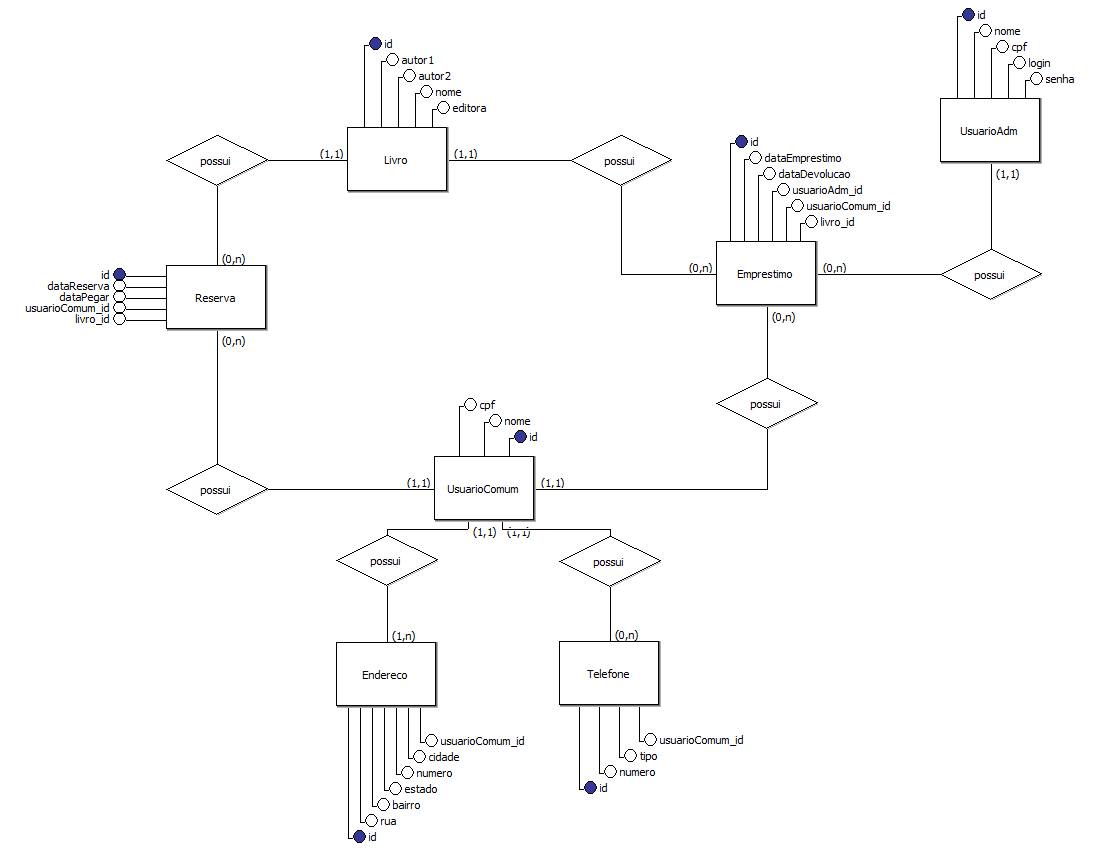 id
nome
cpf
login
senha
UsuarioAdm
(1,1)
id
autor1
autor2
nome
editora
Livro
(1,1)
(1,1)
possui
possui
id
dataEmprestimo
dataDevolucao
usuarioAdm_id
usuarioComum_id
livro_id
Emprestimo
(0,n)
(0,n)
(0,n)
possui
(0,n)
id
dataReserva
dataPegar
usuarioComum_id
livro_id
Reserva
(0,n)
possui
cpf
nome
id
UsuarioComum
possui
(1,1)
(1,1)
(1,1)
(1,1)
possui
possui
(1,n)
(0,n)
Endereco
Telefone
usuarioComum_id
cidade
numero
estado
bairro
rua
id
usuarioComum_id
tipo
numero
id